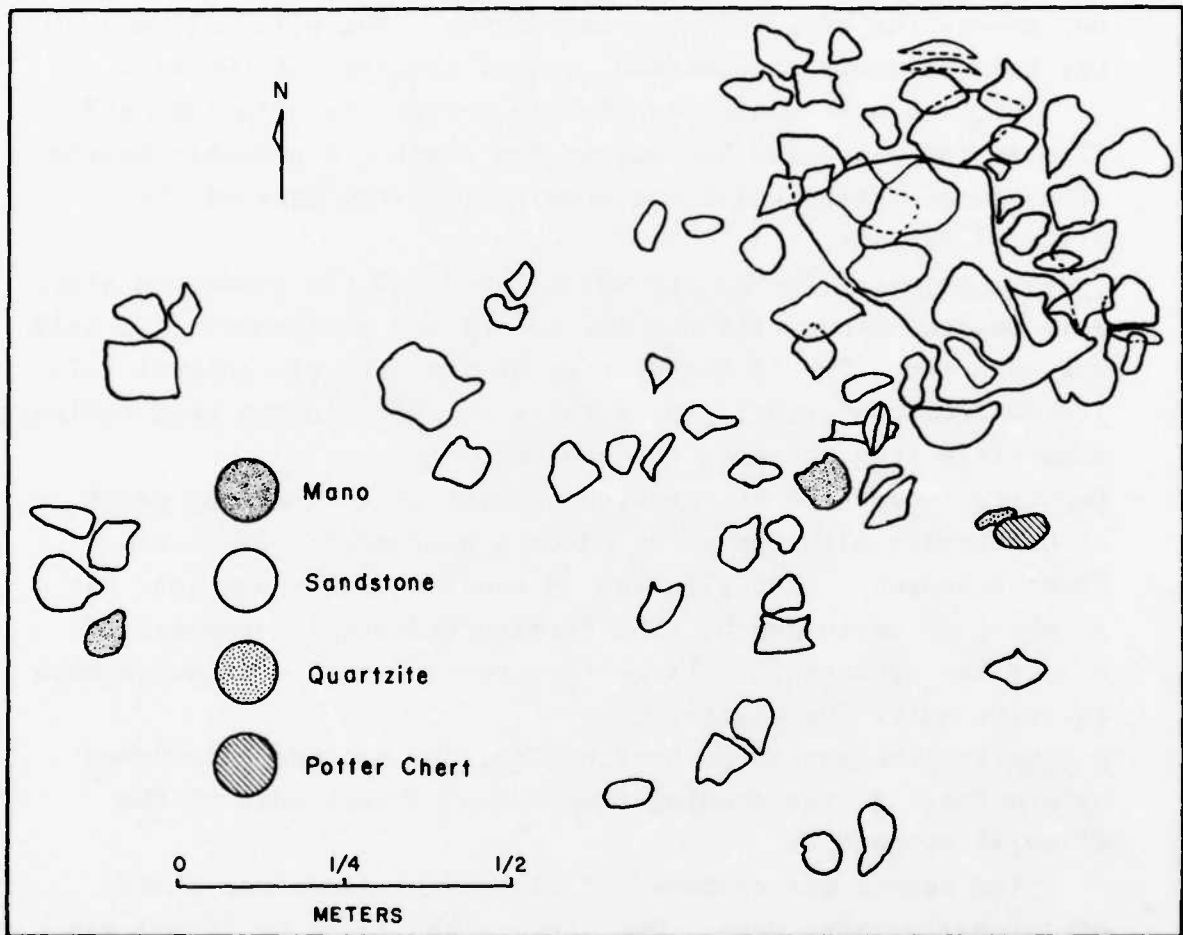 N
Mano
Sandstone
Quartzite
Potter Chert
0 1/4 1/2
METERS